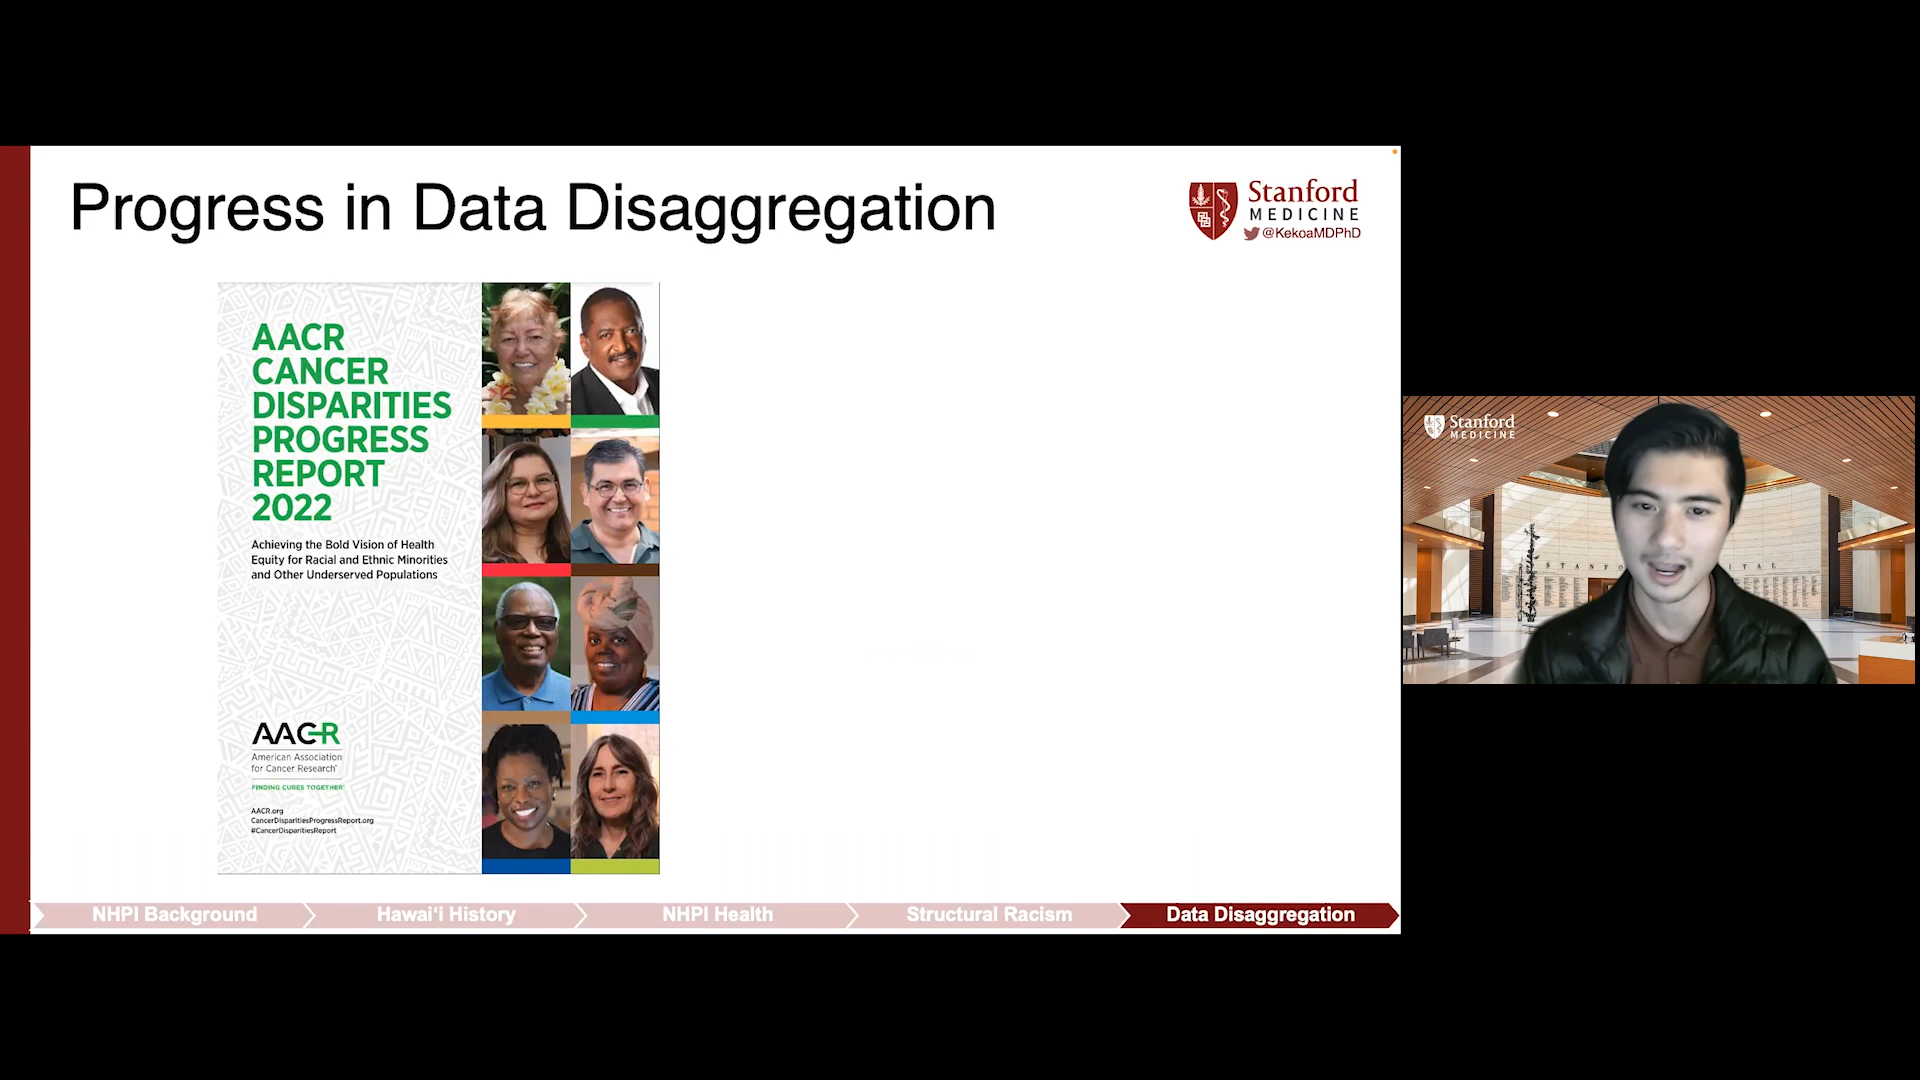 Progress in Data Disaggregation
Stanford
MEDICINE
@KekoaMDPhD
AACR
CANCER
DISPARITIES
PROGRESS
REPORT
2022
Achieving the Bold Vision of Health
Equity for Racial and Ethnic Minorities
and Other Underserved Populations
AACR
American Association
for Cancer Research®
FINDING CURES TOGETHER®
AACR.org
CancerDisparitiesProgressReport.org
#CancerDisparitiesReport
NHPI Background
Hawai‘i History
NHPI Health
Structural Racism
Data Disaggregation
Stanford
MEDICINE